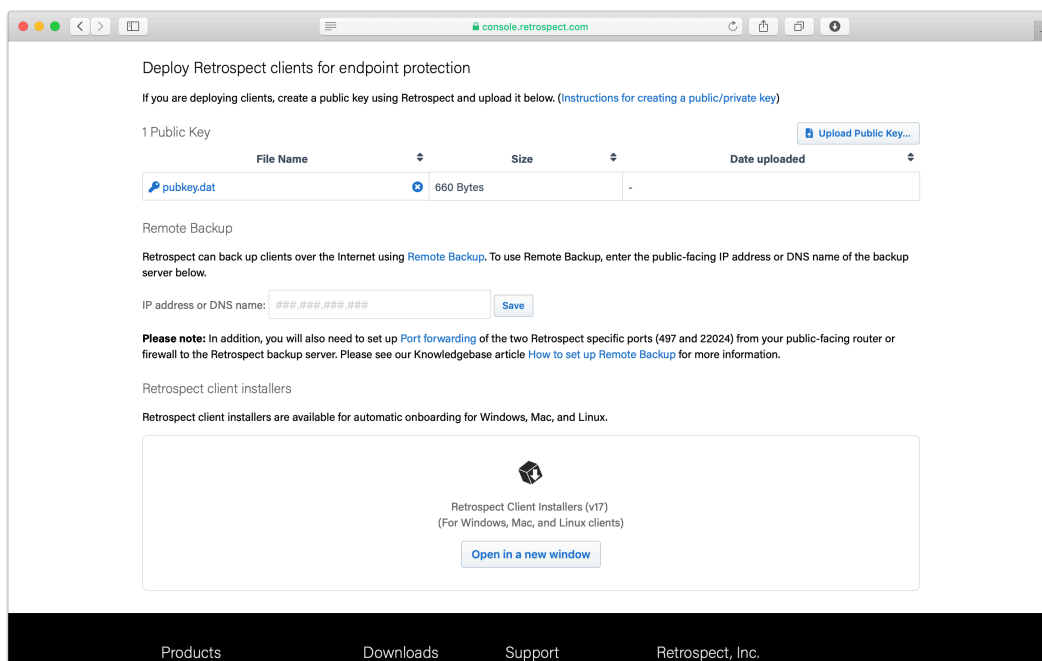 console.retrospect.com
Deploy Retrospect clients for endpoint protection
If you are deploying clients, create a public key using Retrospect and upload it below. (Instructions for creating a public/private key)
1 Public Key
Upload Public Key...
File Name Size Date uploaded
pubkey.dat 660 Bytes -
Remote Backup
Retrospect can back up clients over the Internet using Remote Backup. To use Remote Backup, enter the public-facing IP address or DNS name of the backup
server below.
IP address or DNS name: ###.###.###.### Save
Please note: In addition, you will also need to set up Port forwarding of the two Retrospect specific ports (497 and 22024) from your public-facing router or
firewall to the Retrospect backup server. Please see our Knowledgebase article How to set up Remote Backup for more information.
Retrospect client installers
Retrospect client installers are available for automatic onboarding for Windows, Mac, and Linux.
Retrospect Client Installers (v17)
(For Windows, Mac, and Linux clients)
Open in a new window
Products Downloads Support Retrospect, Inc.